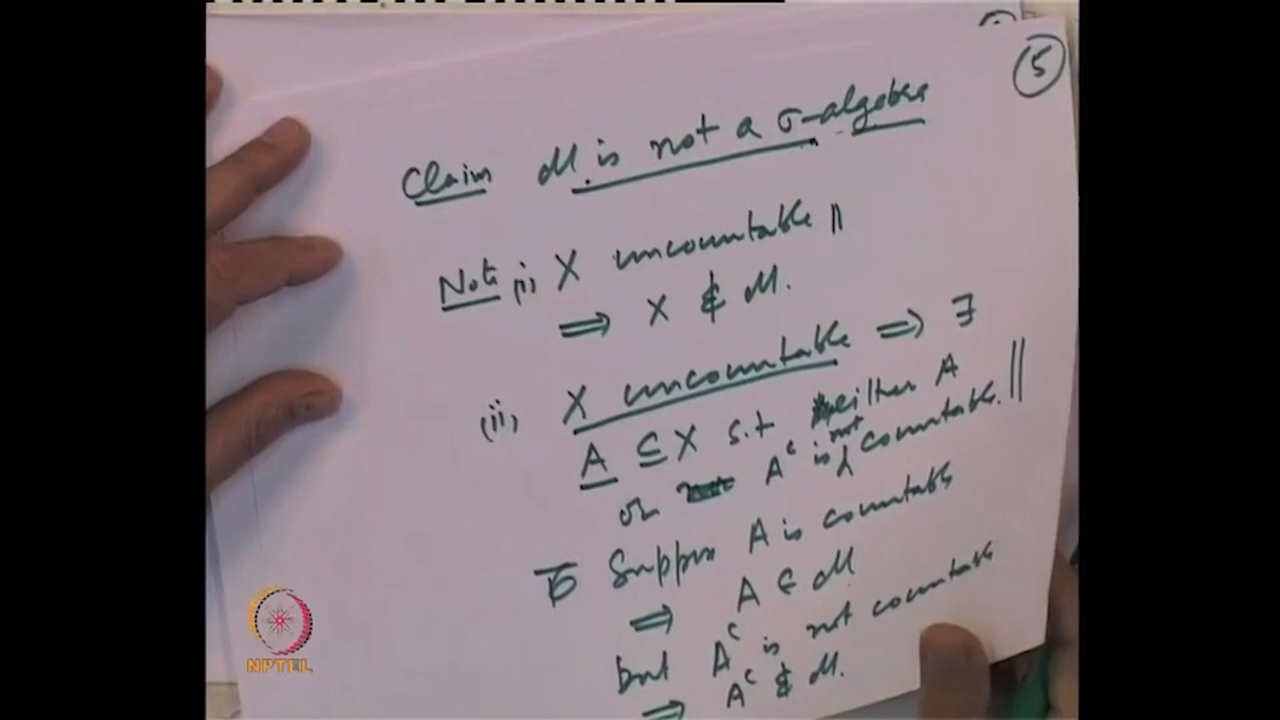 5
Claim M is not a σ-algebra
Note (i) X uncountable ||
⟹ X ∉ M.
(ii) X uncountable ⟹ ∃
A ⊆ X s.t either A
or A^c is not countable. ||
Suppose A is countable
⟹ A ∈ M
but A^c is not countable
⟹ A^c ∉ M.
NPTEL